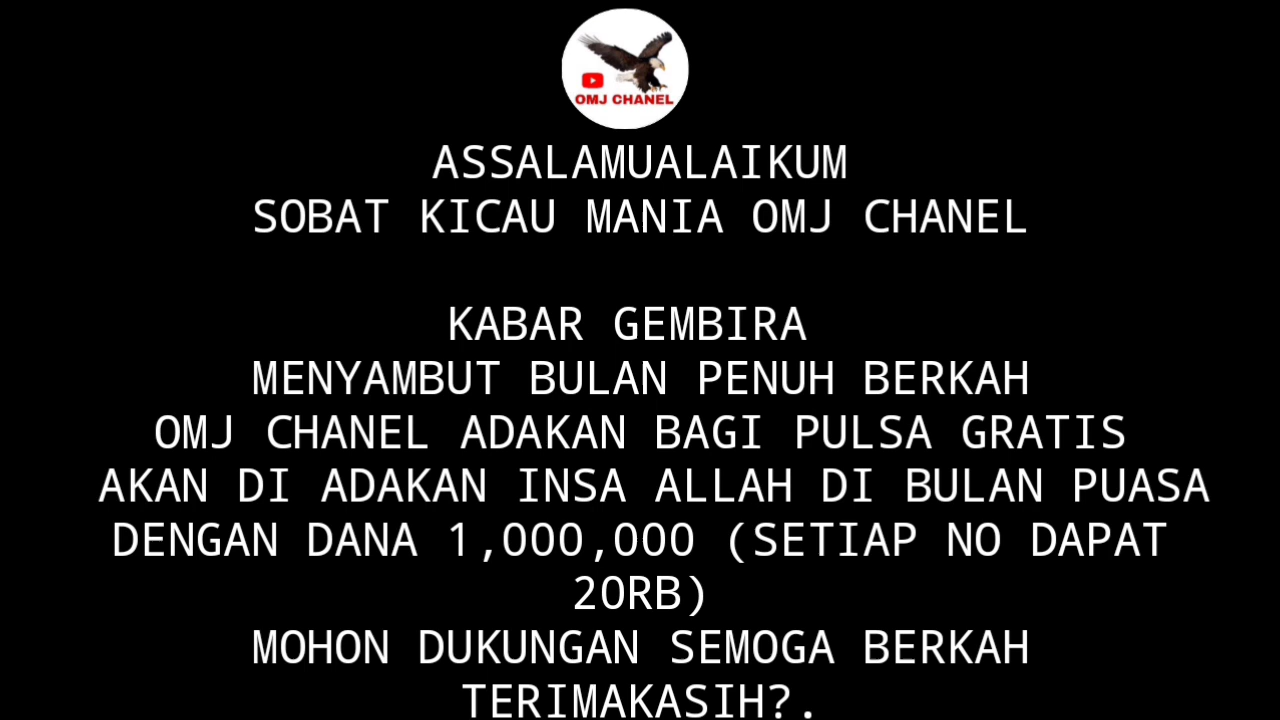 OMJ CHANEL
ASSALAMUALAIKUM
SOBAT KICAU MANIA OMJ CHANEL
KABAR GEMBIRA
MENYAMBUT BULAN PENUH BERKAH
OMJ CHANEL ADAKAN BAGI PULSA GRATIS
AKAN DI ADAKAN INSA ALLAH DI BULAN PUASA
DENGAN DANA 1,000,000 (SETIAP NO DAPAT
20RB)
MOHON DUKUNGAN SEMOGA BERKAH
TERIMAKASIH?.